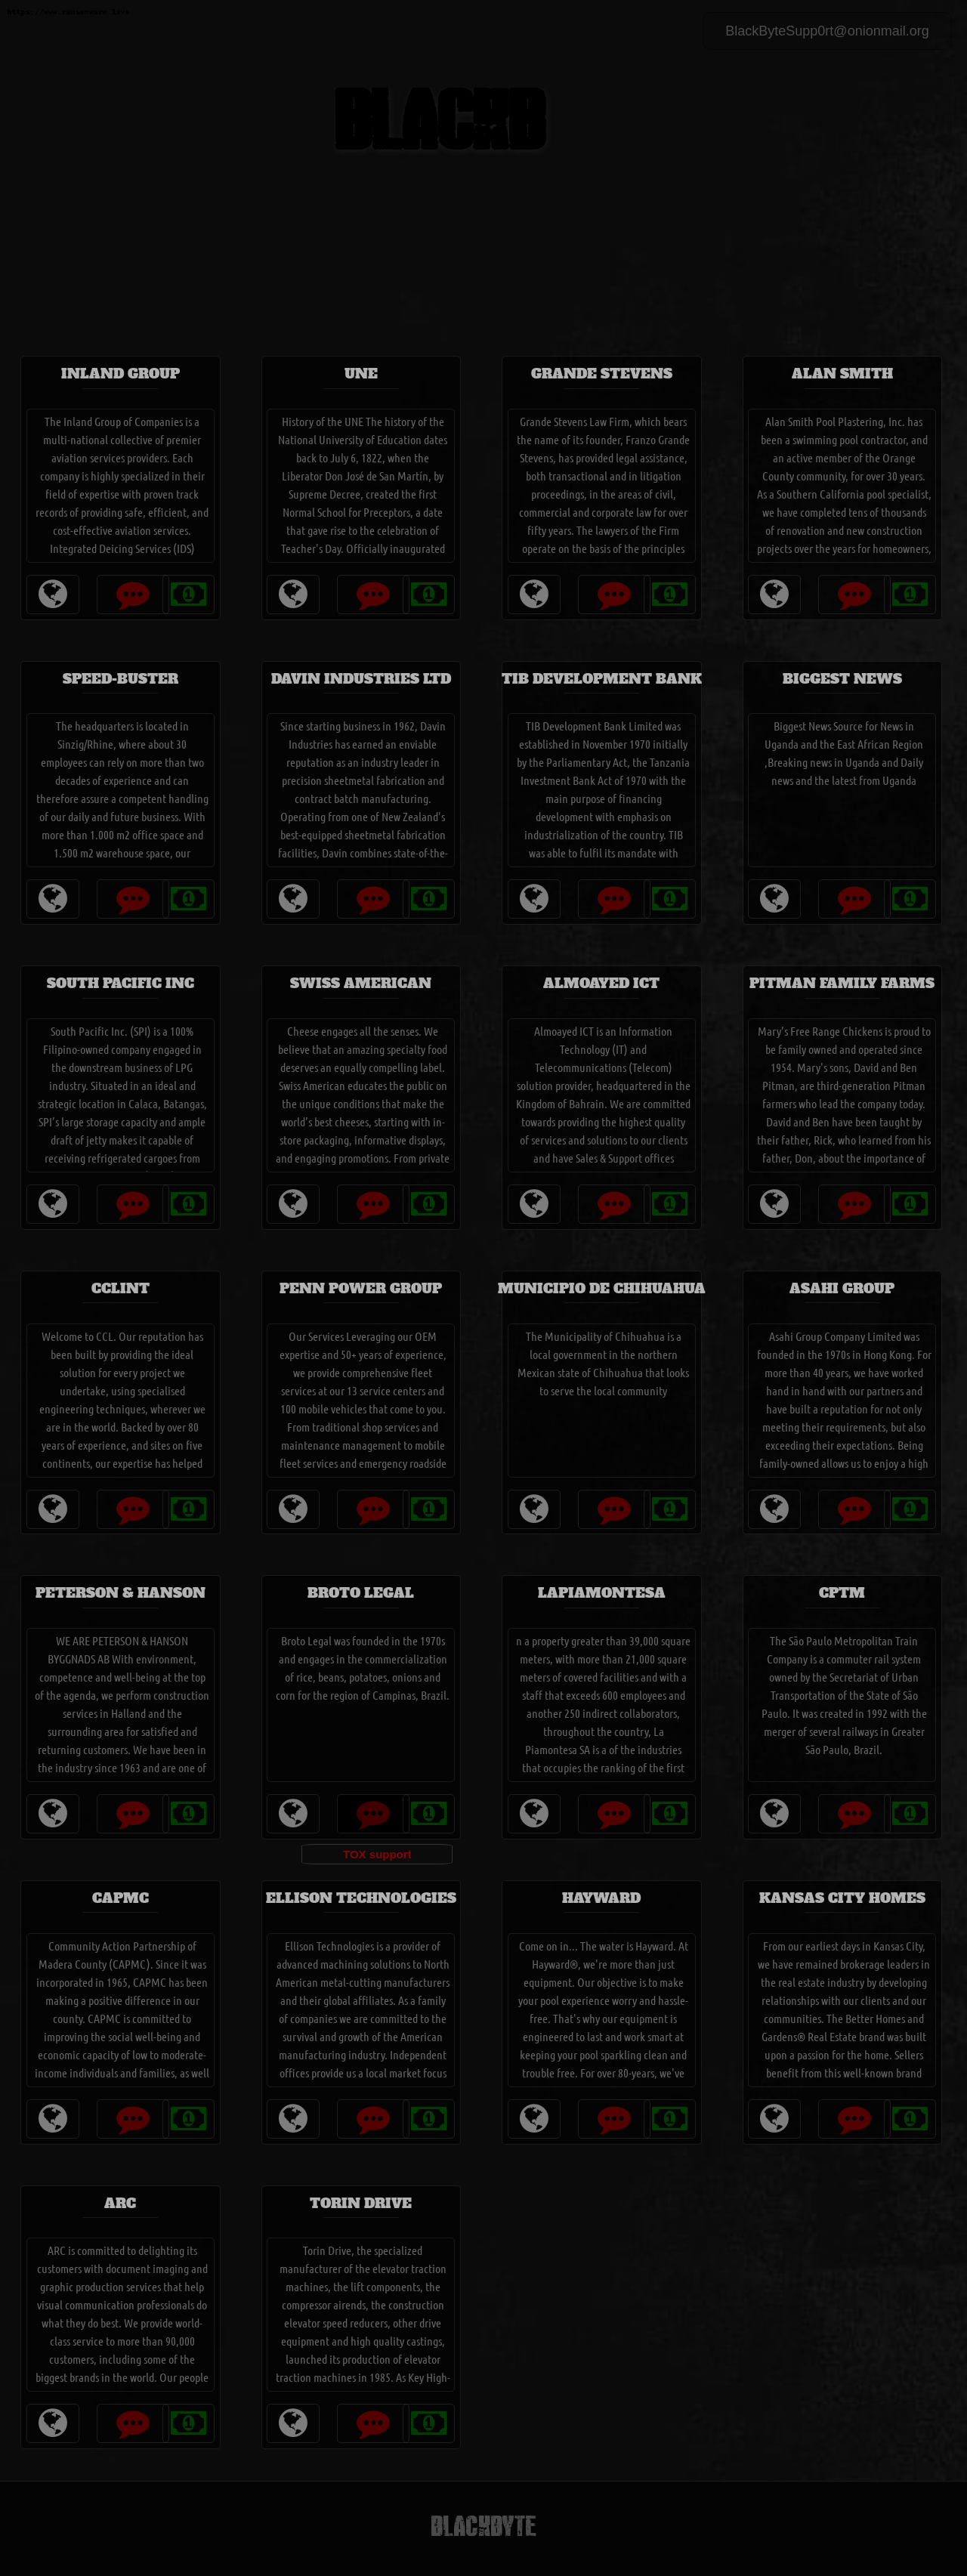 BlackByteSupp0rt@onionmail.org
BLACKB
INLAND GROUP
The Inland Group of Companies is a
multi-national collective of premier
aviation services providers. Each
company is highly specialized in their
field of expertise with proven track
records of providing safe, efficient, and
cost-effective aviation services.
Integrated Deicing Services (IDS)
UNE
History of the UNE The history of the
National University of Education dates
back to July 6, 1822, when the
Liberator Don José de San Martín, by
Supreme Decree, created the first
Normal School for Preceptors, a date
that gave rise to the celebration of
Teacher's Day. Officially inaugurated
GRANDE STEVENS
Grande Stevens Law Firm, which bears
the name of its founder, Franzo Grande
Stevens, has provided legal assistance,
both transactional and in litigation
proceedings, in the areas of civil,
commercial and corporate law for over
fifty years. The lawyers of the Firm
operate on the basis of the principles
ALAN SMITH
Alan Smith Pool Plastering, Inc. has
been a swimming pool contractor, and
an active member of the Orange
County community, for over 30 years.
As a Southern California pool specialist,
we have completed tens of thousands
of renovation and new construction
projects over the years for homeowners,
SPEED-BUSTER
The headquarters is located in
Sinzig/Rhine, where about 30
employees can rely on more than two
decades of experience and can
therefore assure a competent handling
of our daily and future business. With
more than 1.000 m2 office space and
1.500 m2 warehouse space, our
DAVIN INDUSTRIES LTD
Since starting business in 1962, Davin
Industries has earned an enviable
reputation as an industry leader in
precision sheetmetal fabrication and
contract batch manufacturing.
Operating from one of New Zealand's
best-equipped sheetmetal fabrication
facilities, Davin combines state-of-the-
TIB DEVELOPMENT BANK
TIB Development Bank Limited was
established in November 1970 initially
by the Parliamentary Act, the Tanzania
Investment Bank Act of 1970 with the
main purpose of financing
development with emphasis on
industrialization of the country. TIB
was able to fulfil its mandate with
BIGGEST NEWS
Biggest News Source for News in
Uganda and the East African Region
,Breaking news in Uganda and Daily
news and the latest from Uganda
SOUTH PACIFIC INC
South Pacific Inc. (SPI) is a 100%
Filipino-owned company engaged in
the downstream business of LPG
industry. Situated in an ideal and
strategic location in Calaca, Batangas,
SPI's large storage capacity and ample
draft of jetty makes it capable of
receiving refrigerated cargoes from
SWISS AMERICAN
Cheese engages all the senses. We
believe that an amazing specialty food
deserves an equally compelling label.
Swiss American educates the public on
the unique conditions that make the
world's best cheeses, starting with in-
store packaging, informative displays,
and engaging promotions. From private
ALMOAYED ICT
Almoayed ICT is an Information
Technology (IT) and
Telecommunications (Telecom)
solution provider, headquartered in the
Kingdom of Bahrain. We are committed
towards providing the highest quality
of services and solutions to our clients
and have Sales & Support offices
PITMAN FAMILY FARMS
Mary's Free Range Chickens is proud to
be family owned and operated since
1954. Mary's sons, David and Ben
Pitman, are third-generation Pitman
farmers who lead the company today.
David and Ben have been taught by
their father, Rick, who learned from his
father, Don, about the importance of
CCLINT
Welcome to CCL. Our reputation has
been built by providing the ideal
solution for every project we
undertake, using specialised
engineering techniques, wherever we
are in the world. Backed by over 80
years of experience, and sites on five
continents, our expertise has helped
PENN POWER GROUP
Our Services Leveraging our OEM
expertise and 50+ years of experience,
we provide comprehensive fleet
services at our 13 service centers and
100 mobile vehicles that come to you.
From traditional shop services and
maintenance management to mobile
fleet services and emergency roadside
MUNICIPIO DE CHIHUAHUA
The Municipality of Chihuahua is a
local government in the northern
Mexican state of Chihuahua that looks
to serve the local community
ASAHI GROUP
Asahi Group Company Limited was
founded in the 1970s in Hong Kong. For
more than 40 years, we have worked
hand in hand with our partners and
have built a reputation for not only
meeting their requirements, but also
exceeding their expectations. Being
family-owned allows us to enjoy a high
PETERSON & HANSON
WE ARE PETERSON & HANSON
BYGGNADS AB With environment,
competence and well-being at the top
of the agenda, we perform construction
services in Halland and the
surrounding area for satisfied and
returning customers. We have been in
the industry since 1963 and are one of
BROTO LEGAL
Broto Legal was founded in the 1970s
and engages in the commercialization
of rice, beans, potatoes, onions and
corn for the region of Campinas, Brazil.
LAPIAMONTESA
n a property greater than 39,000 square
meters, with more than 21,000 square
meters of covered facilities and with a
staff that exceeds 600 employees and
another 250 indirect collaborators,
throughout the country, La
Piamontesa SA is a of the industries
that occupies the ranking of the first
CPTM
The São Paulo Metropolitan Train
Company is a commuter rail system
owned by the Secretariat of Urban
Transportation of the State of São
Paulo. It was created in 1992 with the
merger of several railways in Greater
São Paulo, Brazil.
TOX support
CAPMC
Community Action Partnership of
Madera County (CAPMC). Since it was
incorporated in 1965, CAPMC has been
making a positive difference in our
county. CAPMC is committed to
improving the social well-being and
economic capacity of low to moderate-
income individuals and families, as well
ELLISON TECHNOLOGIES
Ellison Technologies is a provider of
advanced machining solutions to North
American metal-cutting manufacturers
and their global affiliates. As a family
of companies we are committed to the
survival and growth of the American
manufacturing industry. Independent
offices provide us a local market focus
HAYWARD
Come on in... The water is Hayward. At
Hayward®, we're more than just
equipment. Our objective is to make
your pool experience worry and hassle-
free. That's why our equipment is
engineered to last and work smart at
keeping your pool sparkling clean and
trouble free. For over 80-years, we've
KANSAS CITY HOMES
From our earliest days in Kansas City,
we have remained brokerage leaders in
the real estate industry by developing
relationships with our clients and our
communities. The Better Homes and
Gardens® Real Estate brand was built
upon a passion for the home. Sellers
benefit from this well-known brand
ARC
ARC is committed to delighting its
customers with document imaging and
graphic production services that help
visual communication professionals do
what they do best. We provide world-
class service to more than 90,000
customers, including some of the
biggest brands in the world. Our people
TORIN DRIVE
Torin Drive, the specialized
manufacturer of the elevator traction
machines, the lift components, the
compressor airends, the construction
elevator speed reducers, other drive
equipment and high quality castings,
launched its production of elevator
traction machines in 1985. As Key High-
BLACKBYTE